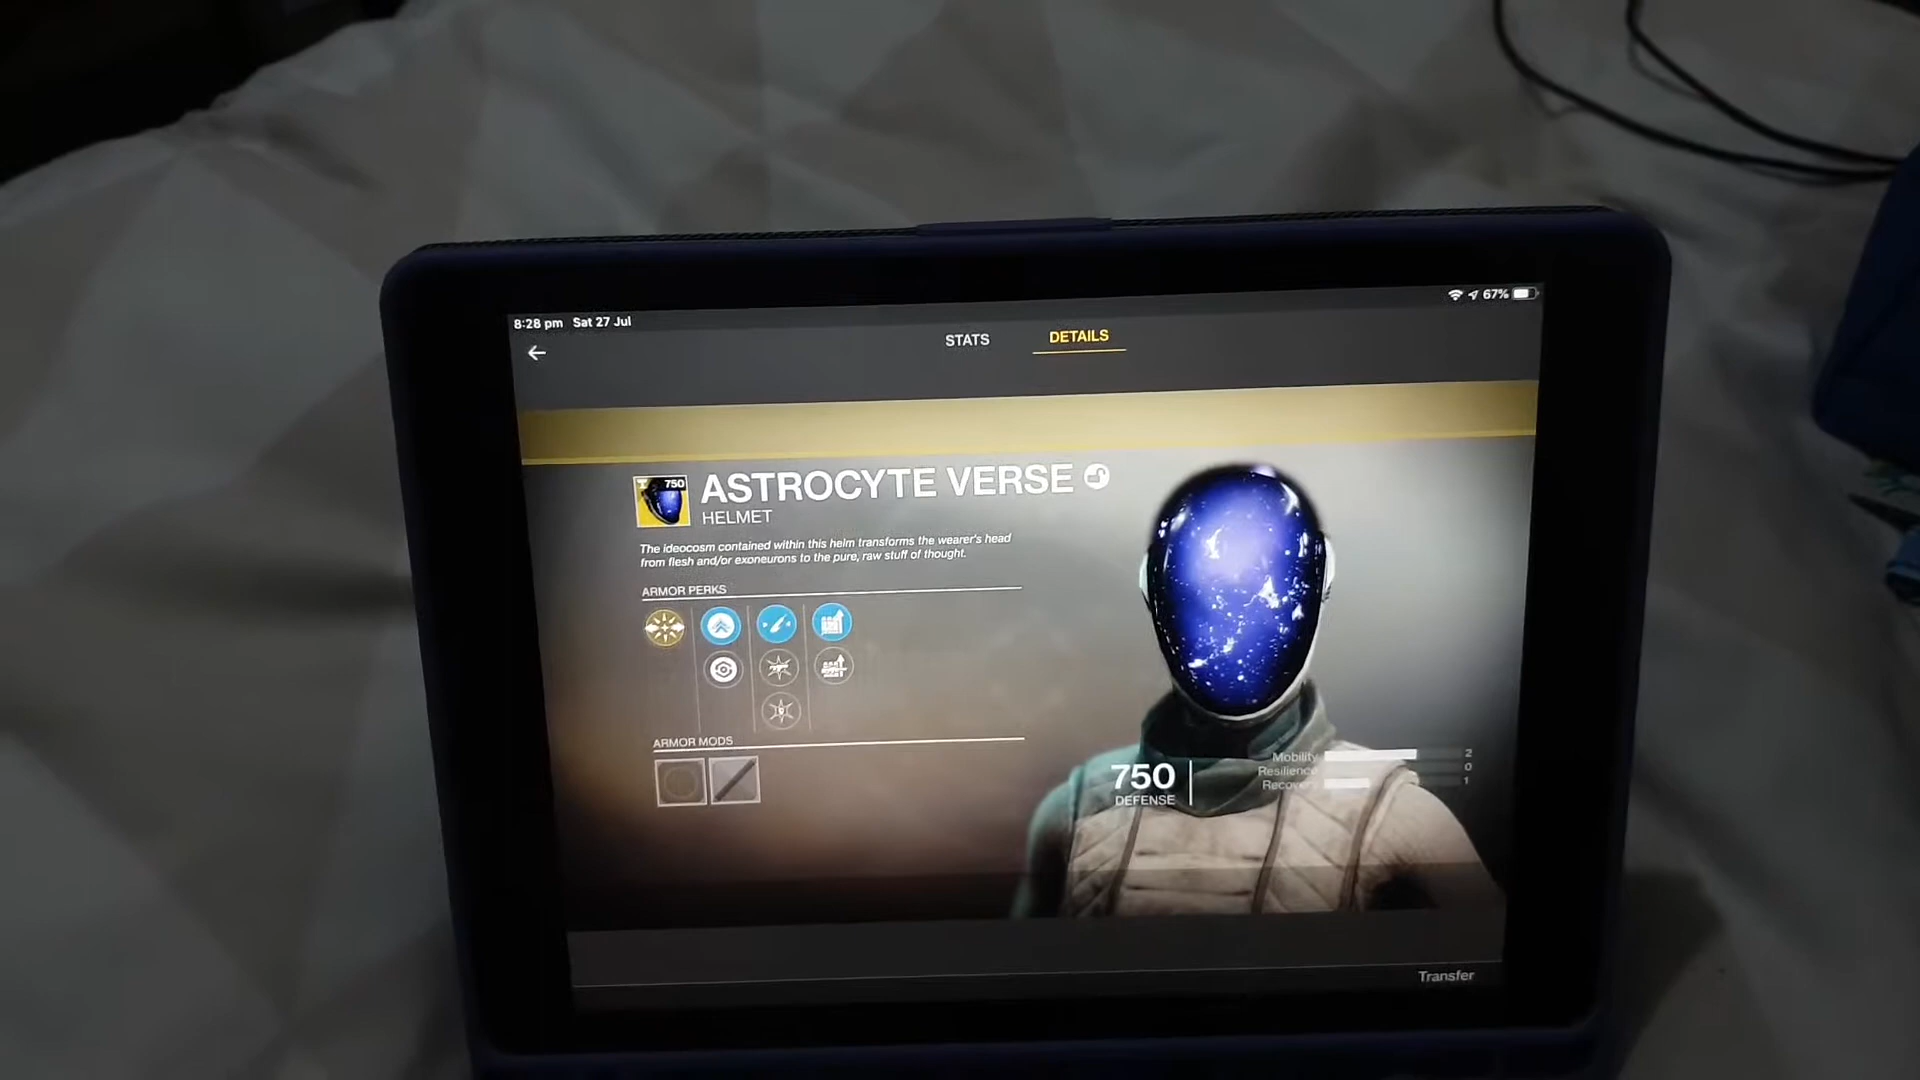 8:28 pm Sat 27 Jul
67%
STATS
DETAILS
750
ASTROCYTE VERSE
HELMET
The ideocosm contained within this helm transforms the wearer's head
from flesh and/or exoneurons to the pure, raw stuff of thought.
ARMOR PERKS
ARMOR MODS
750
DEFENSE
Mobility 2
Resilience 0
Recovery 1
Transfer